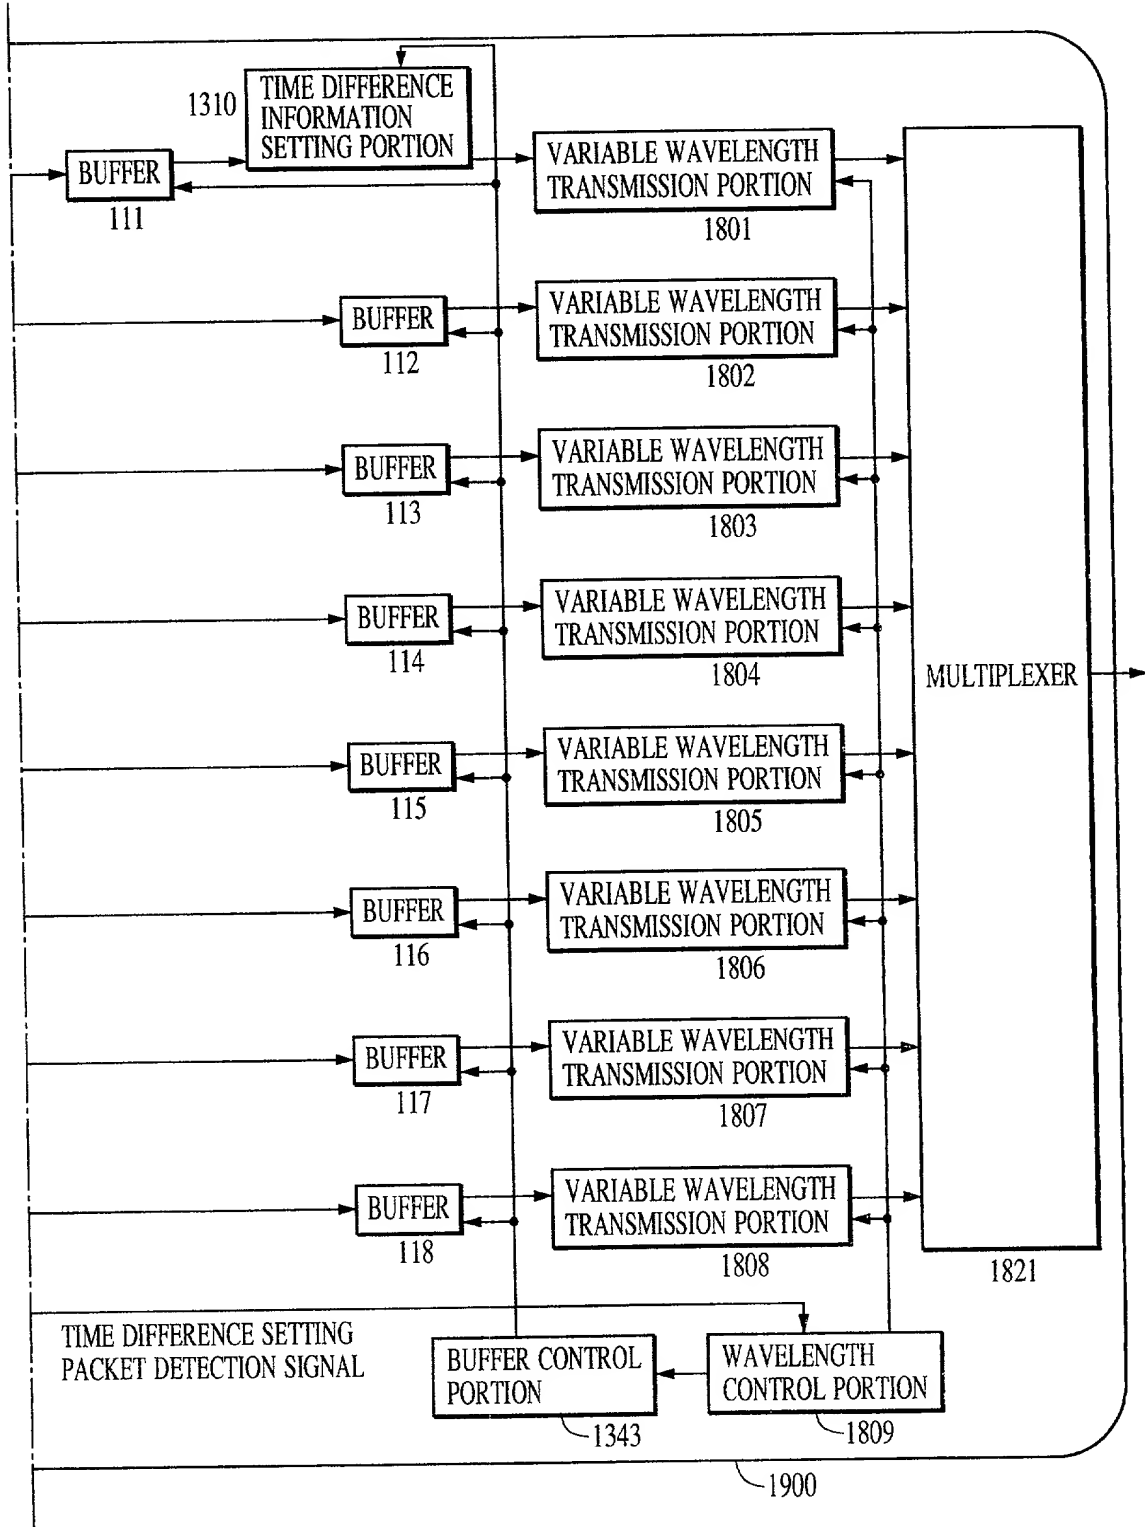 1310
TIME DIFFERENCE
INFORMATION
SETTING PORTION
BUFFER
111
VARIABLE WAVELENGTH
TRANSMISSION PORTION
1801
BUFFER
112
VARIABLE WAVELENGTH
TRANSMISSION PORTION
1802
BUFFER
113
VARIABLE WAVELENGTH
TRANSMISSION PORTION
1803
BUFFER
114
VARIABLE WAVELENGTH
TRANSMISSION PORTION
1804
MULTIPLEXER
BUFFER
115
VARIABLE WAVELENGTH
TRANSMISSION PORTION
1805
BUFFER
116
VARIABLE WAVELENGTH
TRANSMISSION PORTION
1806
BUFFER
117
VARIABLE WAVELENGTH
TRANSMISSION PORTION
1807
BUFFER
118
VARIABLE WAVELENGTH
TRANSMISSION PORTION
1808
1821
TIME DIFFERENCE SETTING
PACKET DETECTION SIGNAL
BUFFER CONTROL
PORTION
1343
WAVELENGTH
CONTROL PORTION
1809
1900